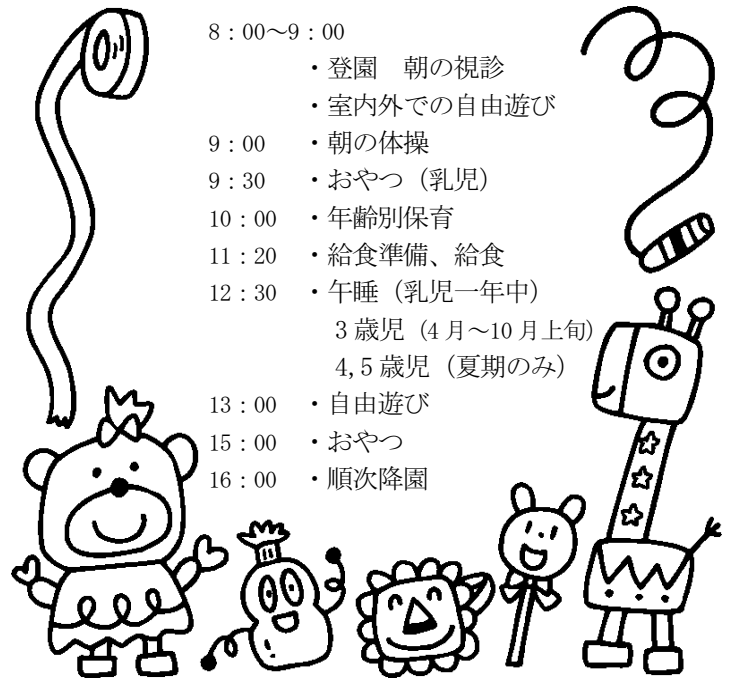 8：00～9：00
・登園　朝の視診
・室内外での自由遊び
9：00　・朝の体操
9：30　・おやつ（乳児）
10：00　・年齢別保育
11：20　・給食準備、給食
12：30　・午睡（乳児一年中）
3歳児（4月～10月上旬）
4,5歳児（夏期のみ）
13：00　・自由遊び
15：00　・おやつ
16：00　・順次降園